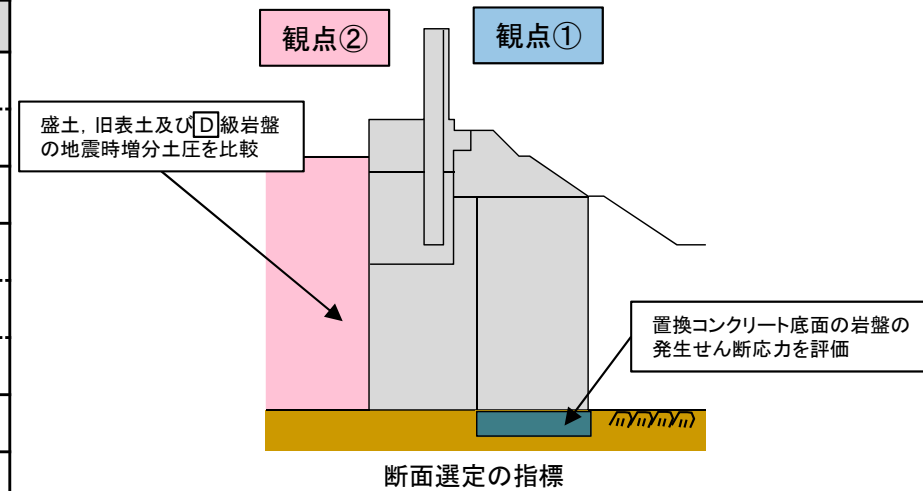 観点②
観点①
盛土，旧表土及びD級岩盤
の地震時増分土圧を比較
置換コンクリート底面の岩盤の
発生せん断応力を評価
断面選定の指標